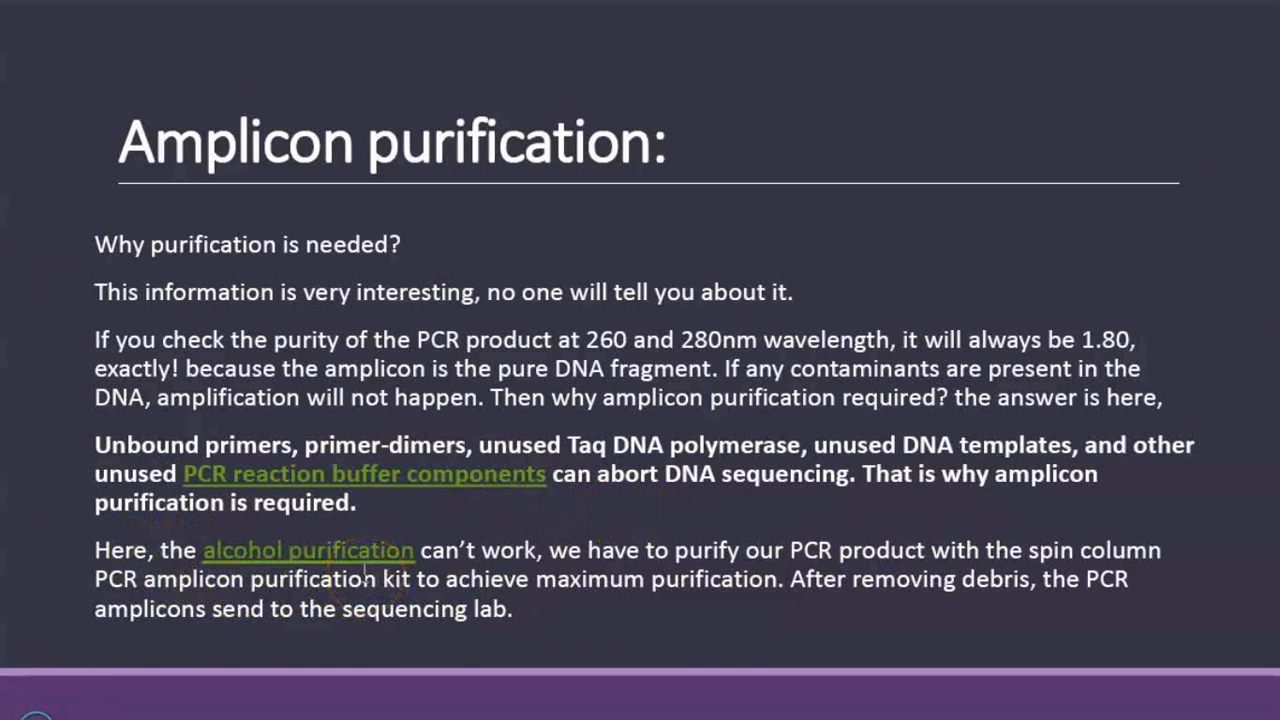 Amplicon purification:
Why purification is needed?
This information is very interesting, no one will tell you about it.
If you check the purity of the PCR product at 260 and 280nm wavelength, it will always be 1.80,
exactly! because the amplicon is the pure DNA fragment. If any contaminants are present in the
DNA, amplification will not happen. Then why amplicon purification required? the answer is here,
Unbound primers, primer-dimers, unused Taq DNA polymerase, unused DNA templates, and other
unused PCR reaction buffer components can abort DNA sequencing. That is why amplicon
purification is required.
Here, the alcohol purification can’t work, we have to purify our PCR product with the spin column
PCR amplicon purification kit to achieve maximum purification. After removing debris, the PCR
amplicons send to the sequencing lab.